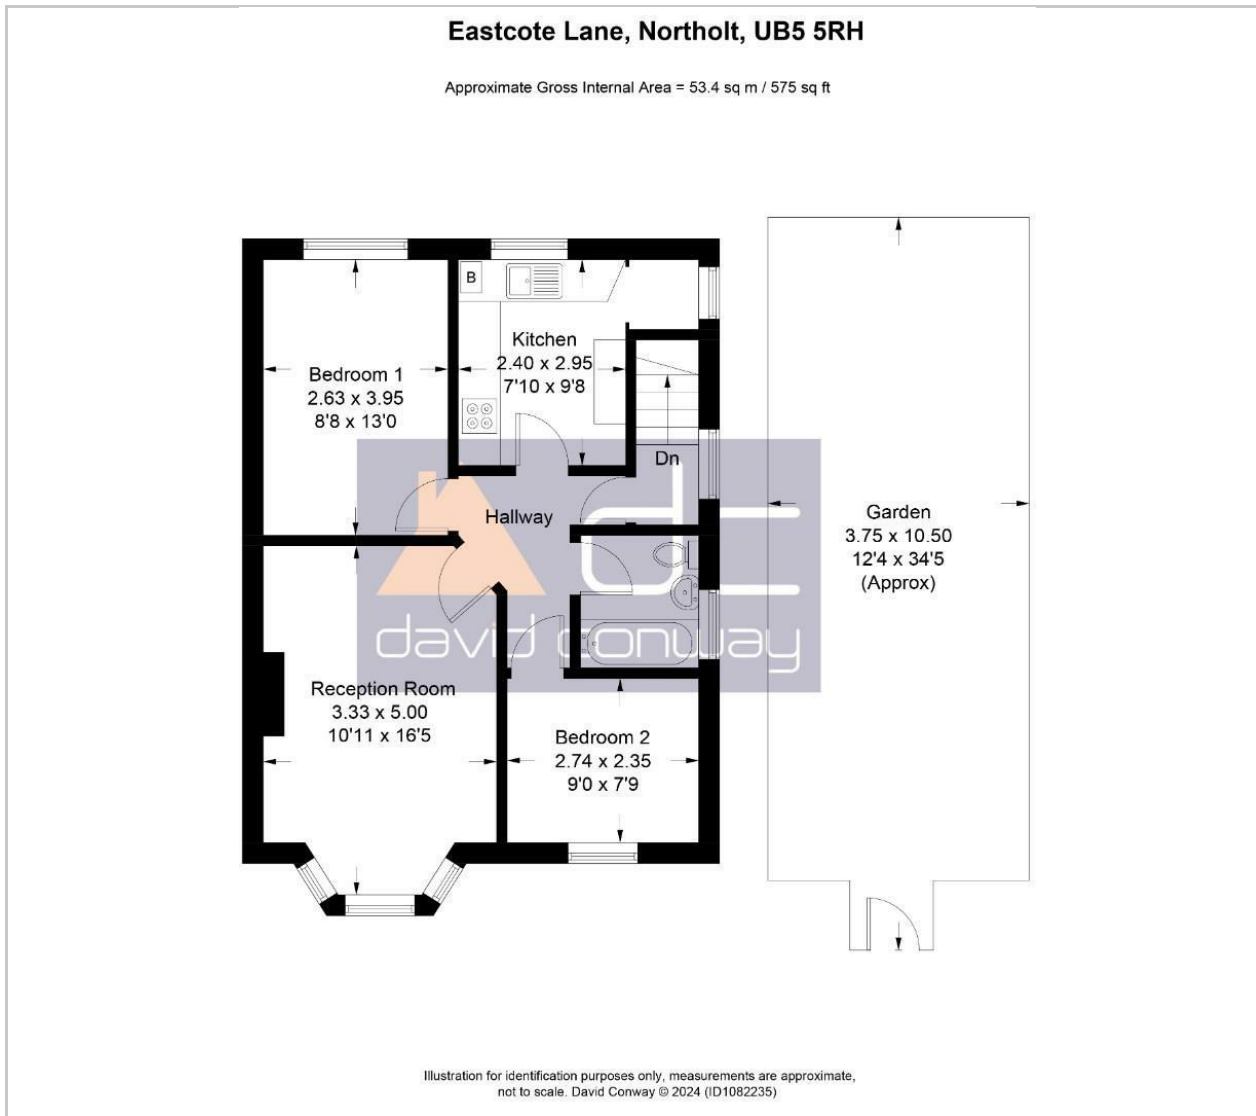 Eastcote Lane, Northolt, UB5 5RH
Approximate Gross Internal Area = 53.4 sq m / 575 sq ft
B
Kitchen
2.40 x 2.95
7'10 x 9'8
Bedroom 1
2.63 x 3.95
8'8 x 13'0
Dn
Hallway
Garden
3.75 x 10.50
12'4 x 34'5
(Approx)
dc
david conway
Reception Room
3.33 x 5.00
10'11 x 16'5
Bedroom 2
2.74 x 2.35
9'0 x 7'9
Illustration for identification purposes only, measurements are approximate,
not to scale. David Conway © 2024 (ID1082235)